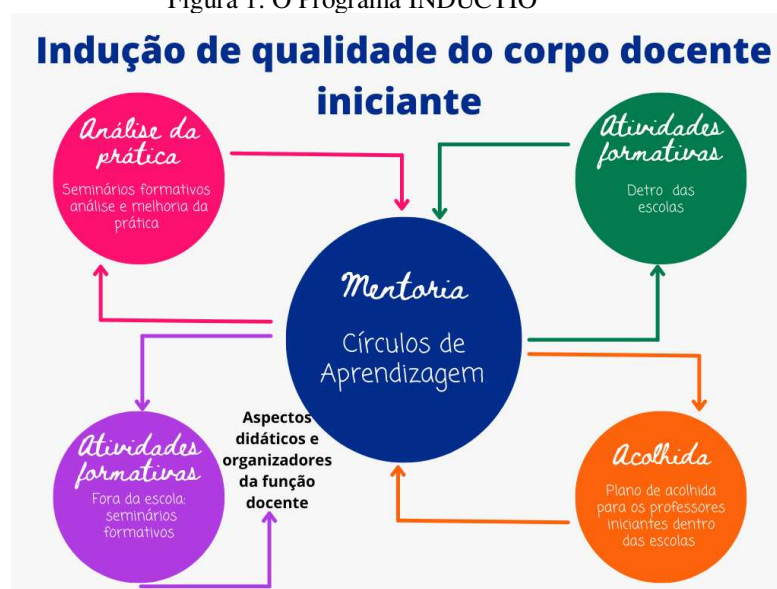 Figura 1: O Programa INDUCTIO
Indução de qualidade do corpo docente
iniciante
Análise da
prática
Seminários formativos
análise e melhoria da
prática
Atividades
formativas
Detro das
escolas
Mentoria
Círculos de
Aprendizagem
Atividades
formativas
Fora da escola:
seminários
formativos
Aspectos
didáticos e
organizadores
da função
docente
Acolhida
Plano de acolhida
para os professores
iniciantes dentro
das escolas